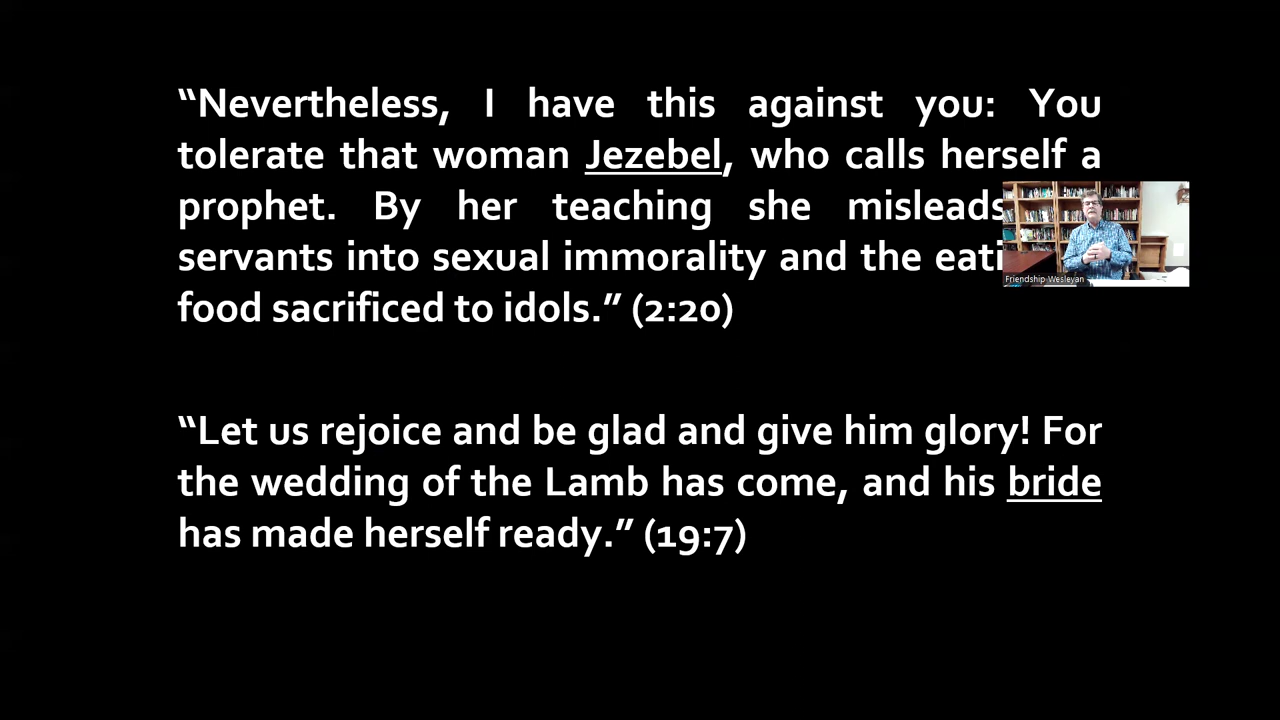 “Nevertheless, I have this against you: You
tolerate that woman Jezebel, who calls herself a
prophet. By her teaching she misleads
servants into sexual immorality and the eati
food sacrificed to idols.” (2:20)
“Let us rejoice and be glad and give him glory! For
the wedding of the Lamb has come, and his bride
has made herself ready.” (19:7)
Friendship Wesleyan